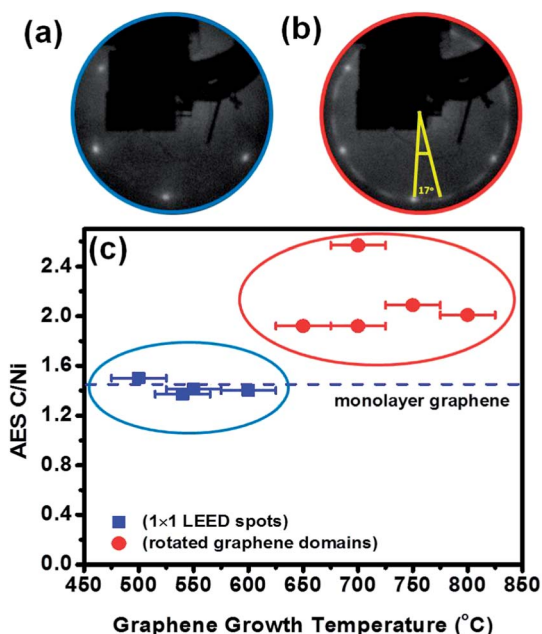 (a)
(b)
17°
(c)
2.4
2.0
1.6
1.2
0.8
0.4
0.0
AES C/Ni
monolayer graphene
(1×1 LEED spots)
(rotated graphene domains)
450 500 550 600 650 700 750 800 850
Graphene Growth Temperature (°C)